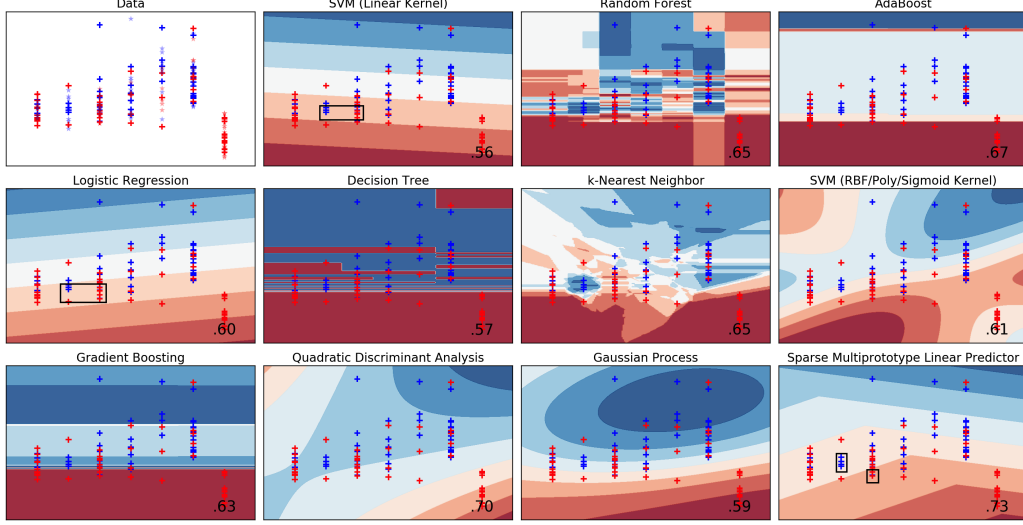 Data
SVM (Linear Kernel)
Random Forest
AdaBoost
.56
.65
.67
Logistic Regression
Decision Tree
k-Nearest Neighbor
SVM (RBF/Poly/Sigmoid Kernel)
.60
.57
.65
.61
Gradient Boosting
Quadratic Discriminant Analysis
Gaussian Process
Sparse Multiprototype Linear Predictor
.63
.70
.59
.73